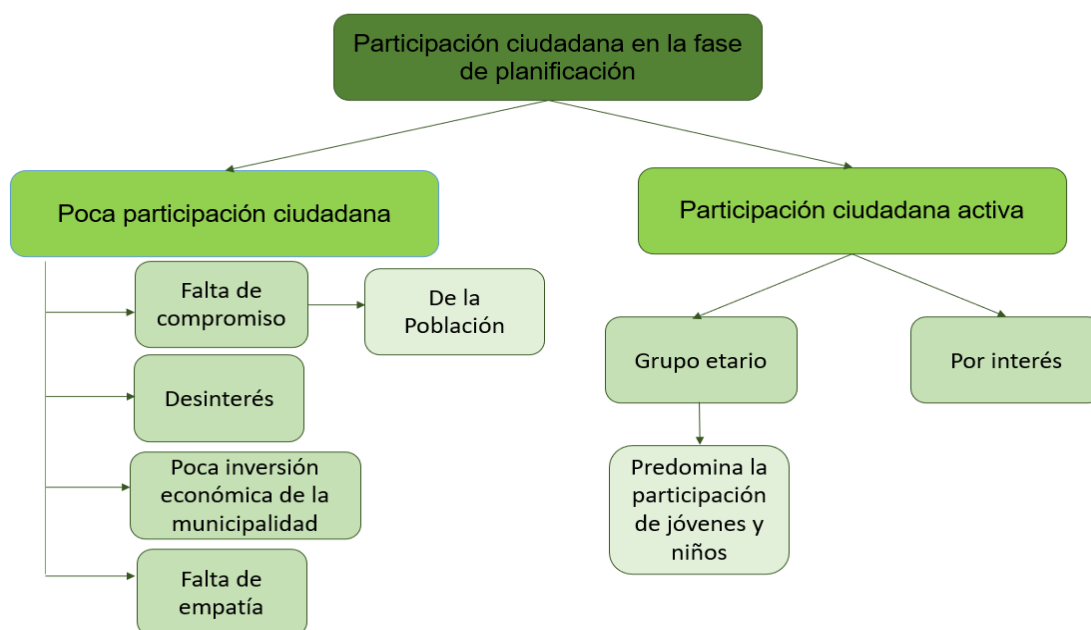 Participación ciudadana en la fase
de planificación
Poca participación ciudadana
Participación ciudadana activa
Falta de
compromiso
De la
Población
Desinterés
Poca inversión
económica de la
municipalidad
Falta de
empatía
Grupo etario
Por interés
Predomina la
participación
de jóvenes y
niños